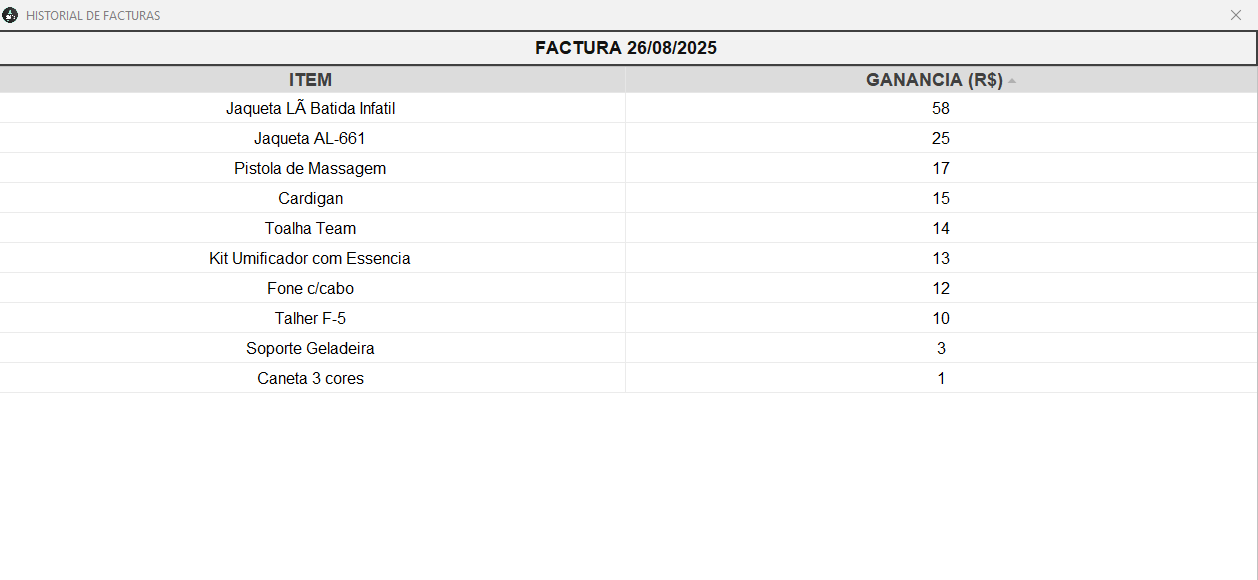 HISTORIAL DE FACTURAS
FACTURA 26/08/2025
ITEM GANANCIA (R$)
Jaqueta LÃ Batida Infatil 58
Jaqueta AL-661 25
Pistola de Massagem 17
Cardigan 15
Toalha Team 14
Kit Umificador com Essencia 13
Fone c/cabo 12
Talher F-5 10
Soporte Geladeira 3
Caneta 3 cores 1